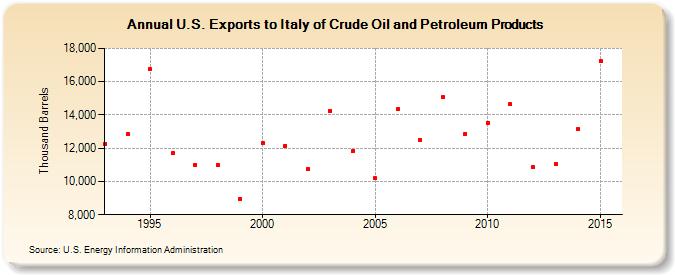 Annual U.S. Exports to Italy of Crude Oil and Petroleum Products
Thousand Barrels
18,000
16,000
14,000
12,000
10,000
8,000
1995 2000 2005 2010 2015
Source: U.S. Energy Information Administration